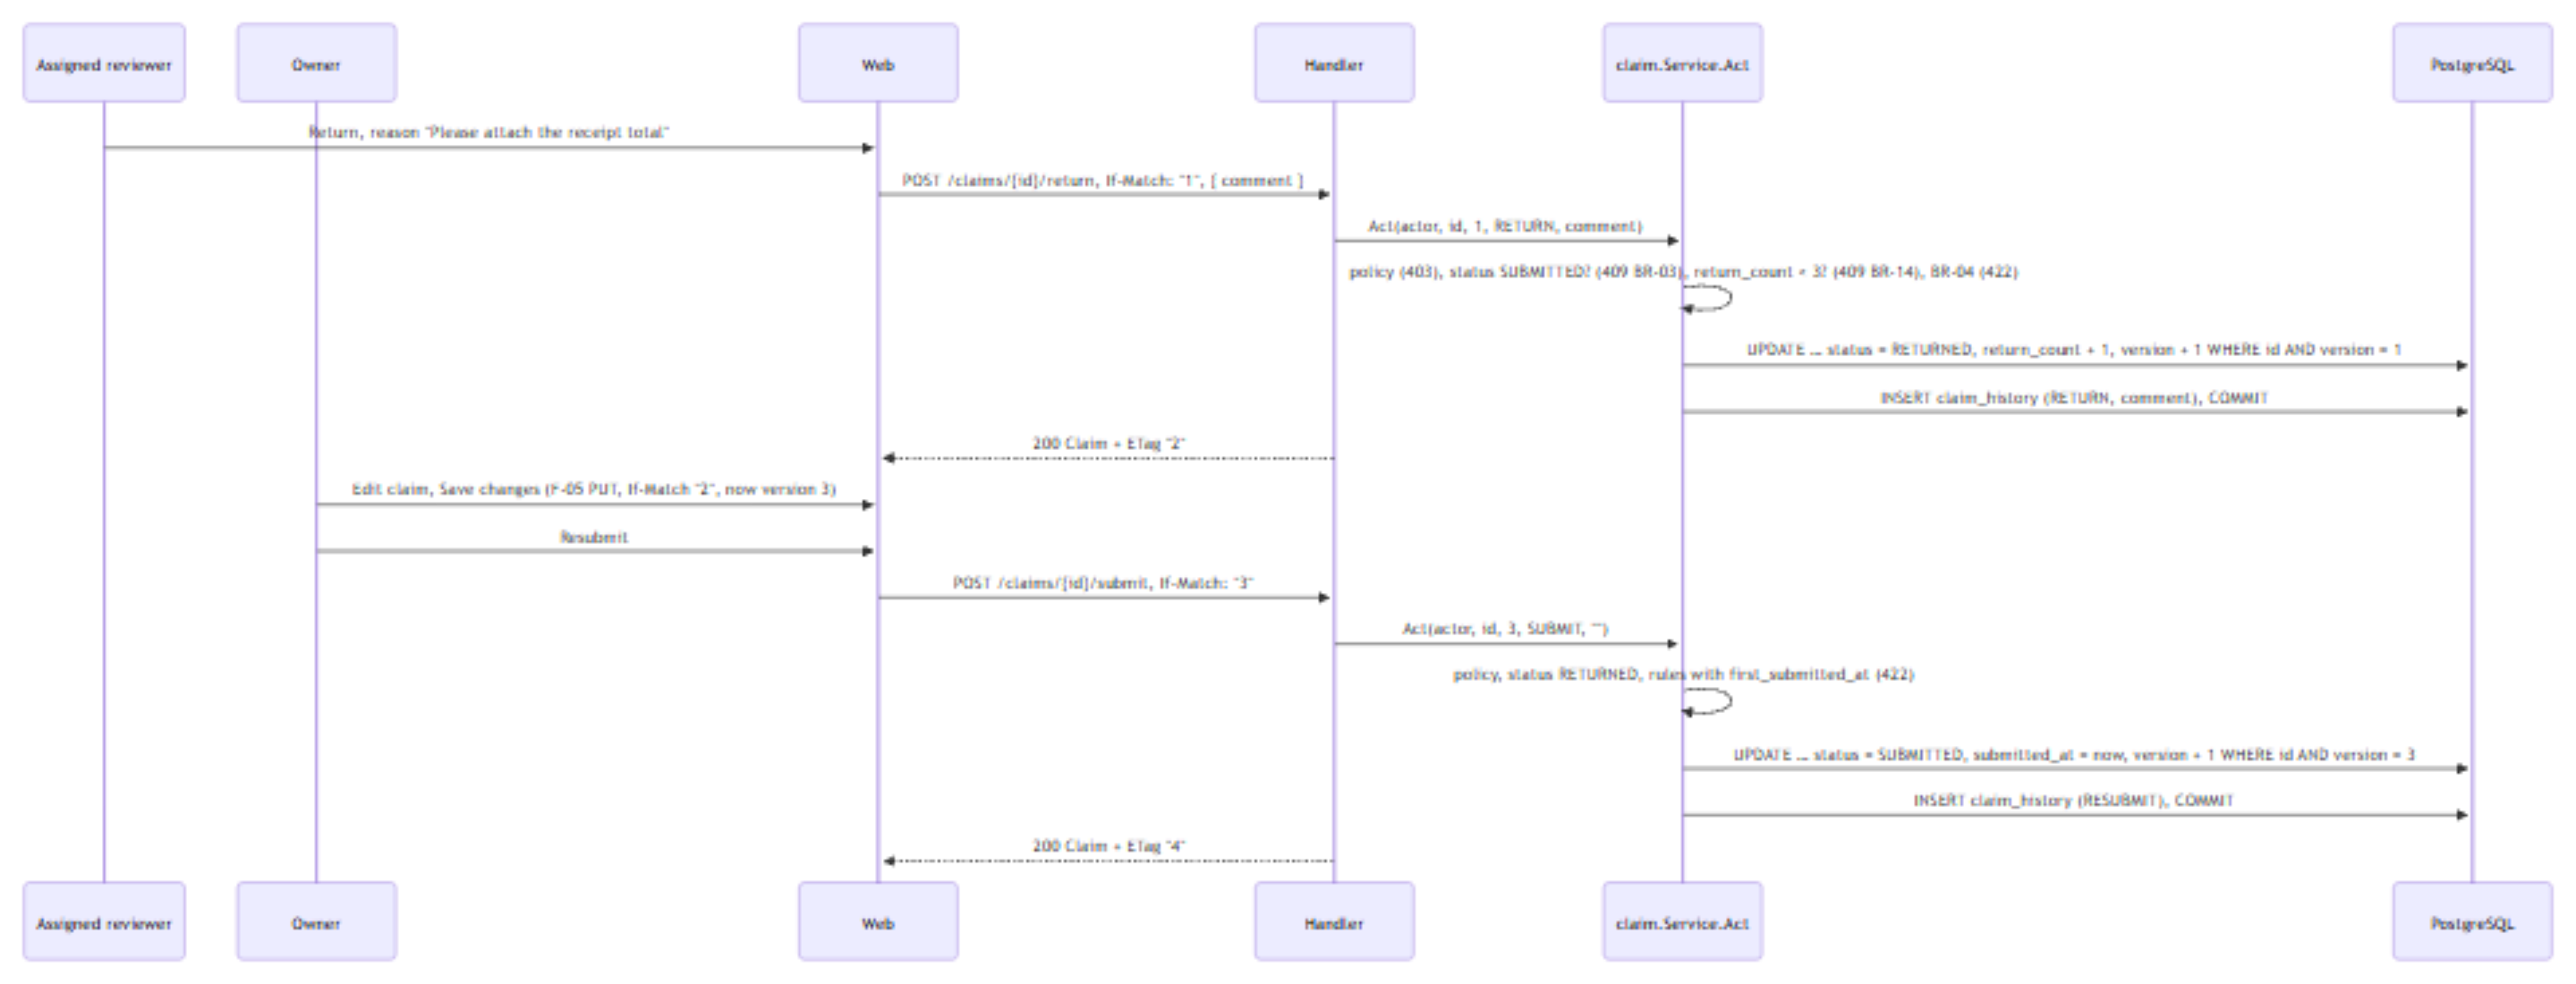 Assigned reviewer
Owner
Web
Handler
claim.Service.Act
PostgreSQL
Return, reason "Please attach the receipt total"
POST /claims/{id}/return, If-Match: "1", { comment }
Act(actor, id, 1, RETURN, comment)
policy (403), status SUBMITTED? (409 BR-03), return_count < 3? (409 BR-14), BR-04 (422)
UPDATE ... status = RETURNED, return_count + 1, version + 1 WHERE id AND version = 1
INSERT claim_history (RETURN, comment), COMMIT
200 Claim + ETag "2"
Edit claim, Save changes (F-05 PUT, If-Match "2", now version 3)
Resubmit
POST /claims/{id}/submit, If-Match: "3"
Act(actor, id, 3, SUBMIT, "")
policy, status RETURNED, rules with first_submitted_at (422)
UPDATE ... status = SUBMITTED, submitted_at = now, version + 1 WHERE id AND version = 3
INSERT claim_history (RESUBMIT), COMMIT
200 Claim + ETag "4"
Assigned reviewer
Owner
Web
Handler
claim.Service.Act
PostgreSQL